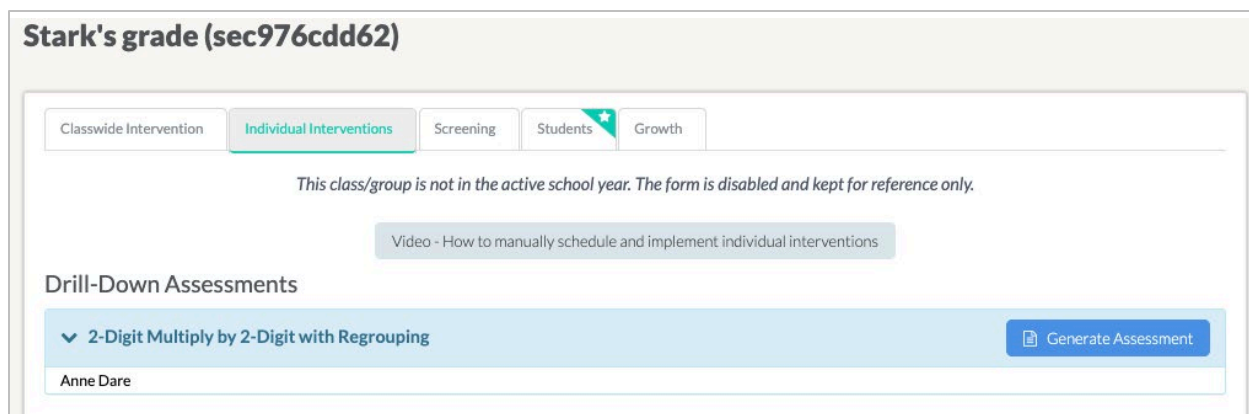 Stark's grade (sec976cdd62)
Classwide Intervention Individual Interventions Screening Students Growth
This class/group is not in the active school year. The form is disabled and kept for reference only.
Video - How to manually schedule and implement individual interventions
Drill-Down Assessments
2-Digit Multiply by 2-Digit with Regrouping Generate Assessment
Anne Dare